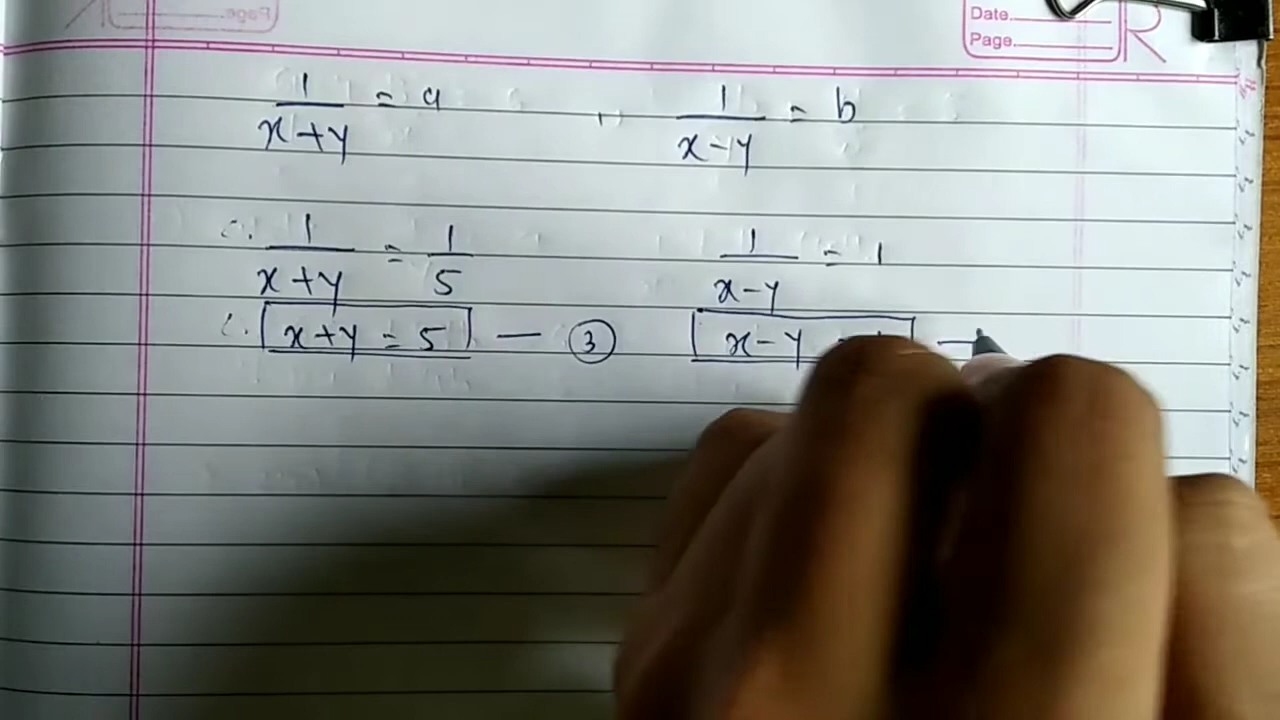 Date.
Page.
1/(x+y) = a , 1/(x-y) = b
∴ 1/(x+y) = 1/5 1/(x-y) = 1
∴ x+y = 5 — ③ x-y